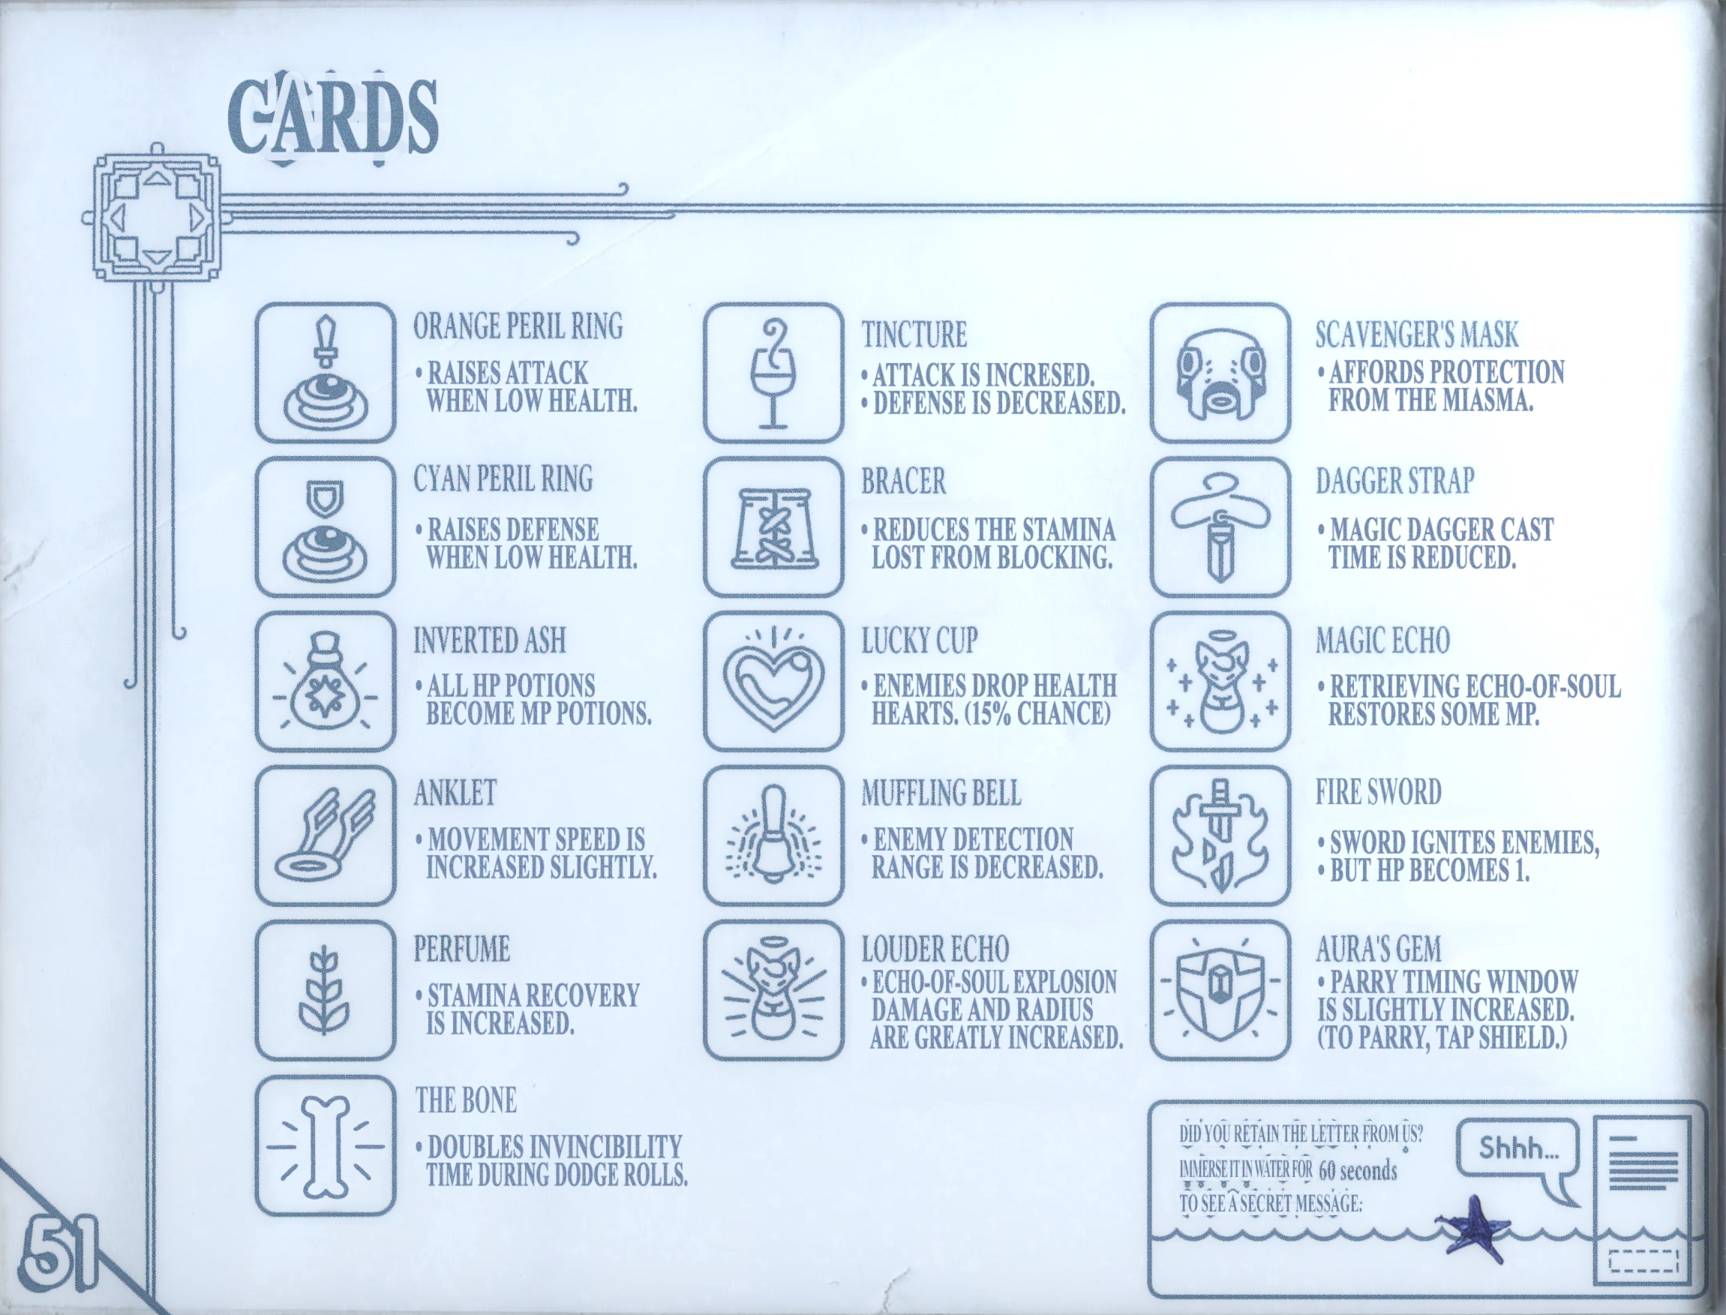 CARDS
ORANGE PERIL RING
• RAISES ATTACK
WHEN LOW HEALTH.
CYAN PERIL RING
• RAISES DEFENSE
WHEN LOW HEALTH.
INVERTED ASH
• ALL HP POTIONS
BECOME MP POTIONS.
ANKLET
• MOVEMENT SPEED IS
INCREASED SLIGHTLY.
PERFUME
• STAMINA RECOVERY
IS INCREASED.
THE BONE
• DOUBLES INVINCIBILITY
TIME DURING DODGE ROLLS.
TINCTURE
• ATTACK IS INCRESED.
• DEFENSE IS DECREASED.
BRACER
• REDUCES THE STAMINA
LOST FROM BLOCKING.
LUCKY CUP
• ENEMIES DROP HEALTH
HEARTS. (15% CHANCE)
MUFFLING BELL
• ENEMY DETECTION
RANGE IS DECREASED.
LOUDER ECHO
• ECHO-OF-SOUL EXPLOSION
DAMAGE AND RADIUS
ARE GREATLY INCREASED.
SCAVENGER'S MASK
• AFFORDS PROTECTION
FROM THE MIASMA.
DAGGER STRAP
• MAGIC DAGGER CAST
TIME IS REDUCED.
MAGIC ECHO
• RETRIEVING ECHO-OF-SOUL
RESTORES SOME MP.
FIRE SWORD
• SWORD IGNITES ENEMIES,
• BUT HP BECOMES 1.
AURA'S GEM
• PARRY TIMING WINDOW
IS SLIGHTLY INCREASED.
(TO PARRY, TAP SHIELD.)
DID YOU RETAIN THE LETTER FROM US?
IMMERSE IT IN WATER FOR 60 seconds
TO SEE A SECRET MESSAGE:
Shhh...
51